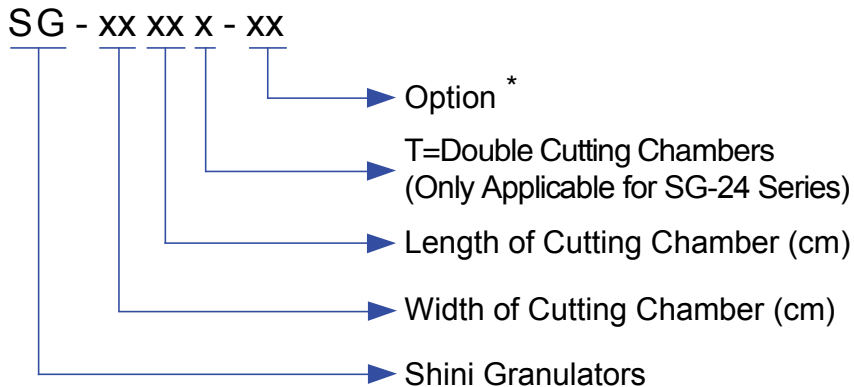 SG - xx xx x - xx
Option *
T=Double Cutting Chambers
(Only Applicable for SG-24 Series)
Length of Cutting Chamber (cm)
Width of Cutting Chamber (cm)
Shini Granulators